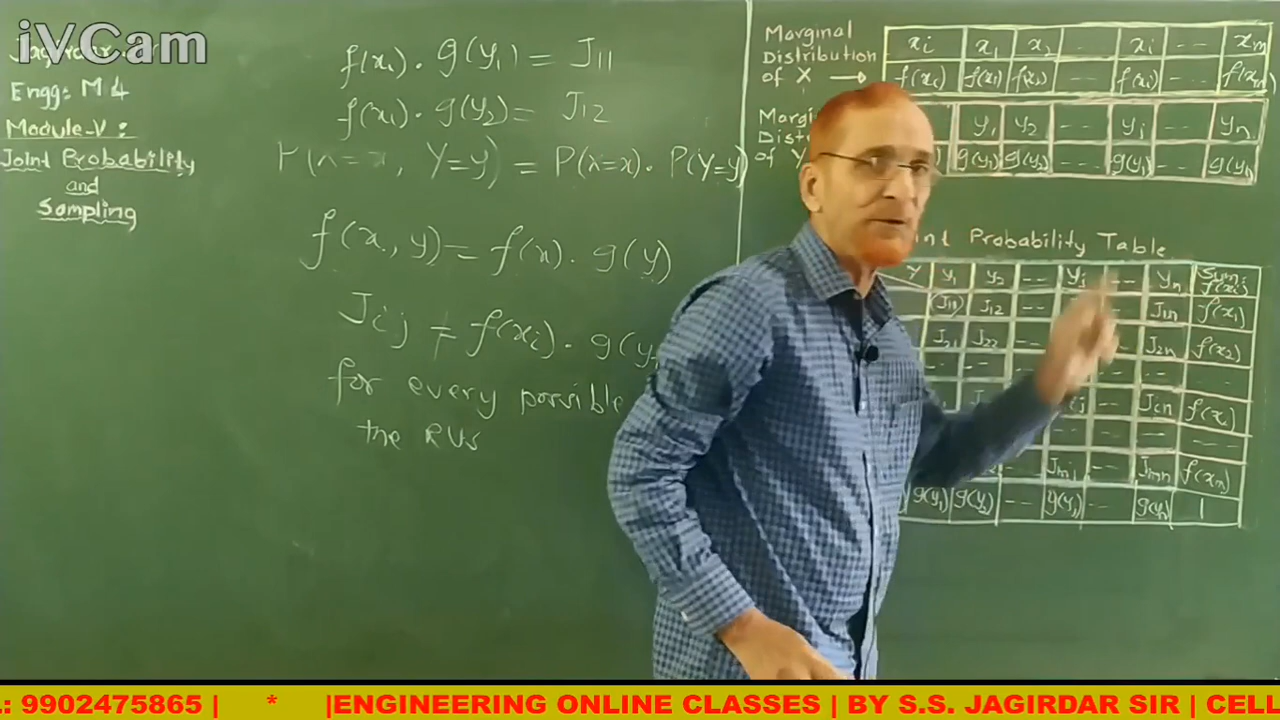 iVCam
Engg: M4
Module-V:
Joint Probability
and
Sampling
f(x₁) · g(y₁) = J₁₁
f(x₁) · g(y₂) = J₁₂
Y=y) = P(X=x) · P(Y=y)
f(x, y) = f(x) · g(y)
Jij ≠ f(xi) · g(y
for every possible
the RVs
Marginal
Distribution
of X →
xi x₁ x₂ -- xi -- xm
f(xi) f(x₁) f(x₂) -- f(xi) -- f(xm)
of Y
y₁ y₂ -- yj -- yn
g(y₁) g(y₂) -- g(yj) -- g(yn)
Probability Table
Y y₁ y₂ -- yj -- yn Sum: f(xi)
J₁₁ J₁₂ -- -- J₁n f(x₁)
J₂₁ J₂₂ -- -- J₂n f(x₂)
-- -- --
Jin f(xi)
-- --
-- Jmj -- Jmn f(xm)
g(y₁) g(y₂) -- g(yj) -- g(yn) 1
: 9902475865 | * |ENGINEERING ONLINE CLASSES | BY S.S. JAGIRDAR SIR | CELL